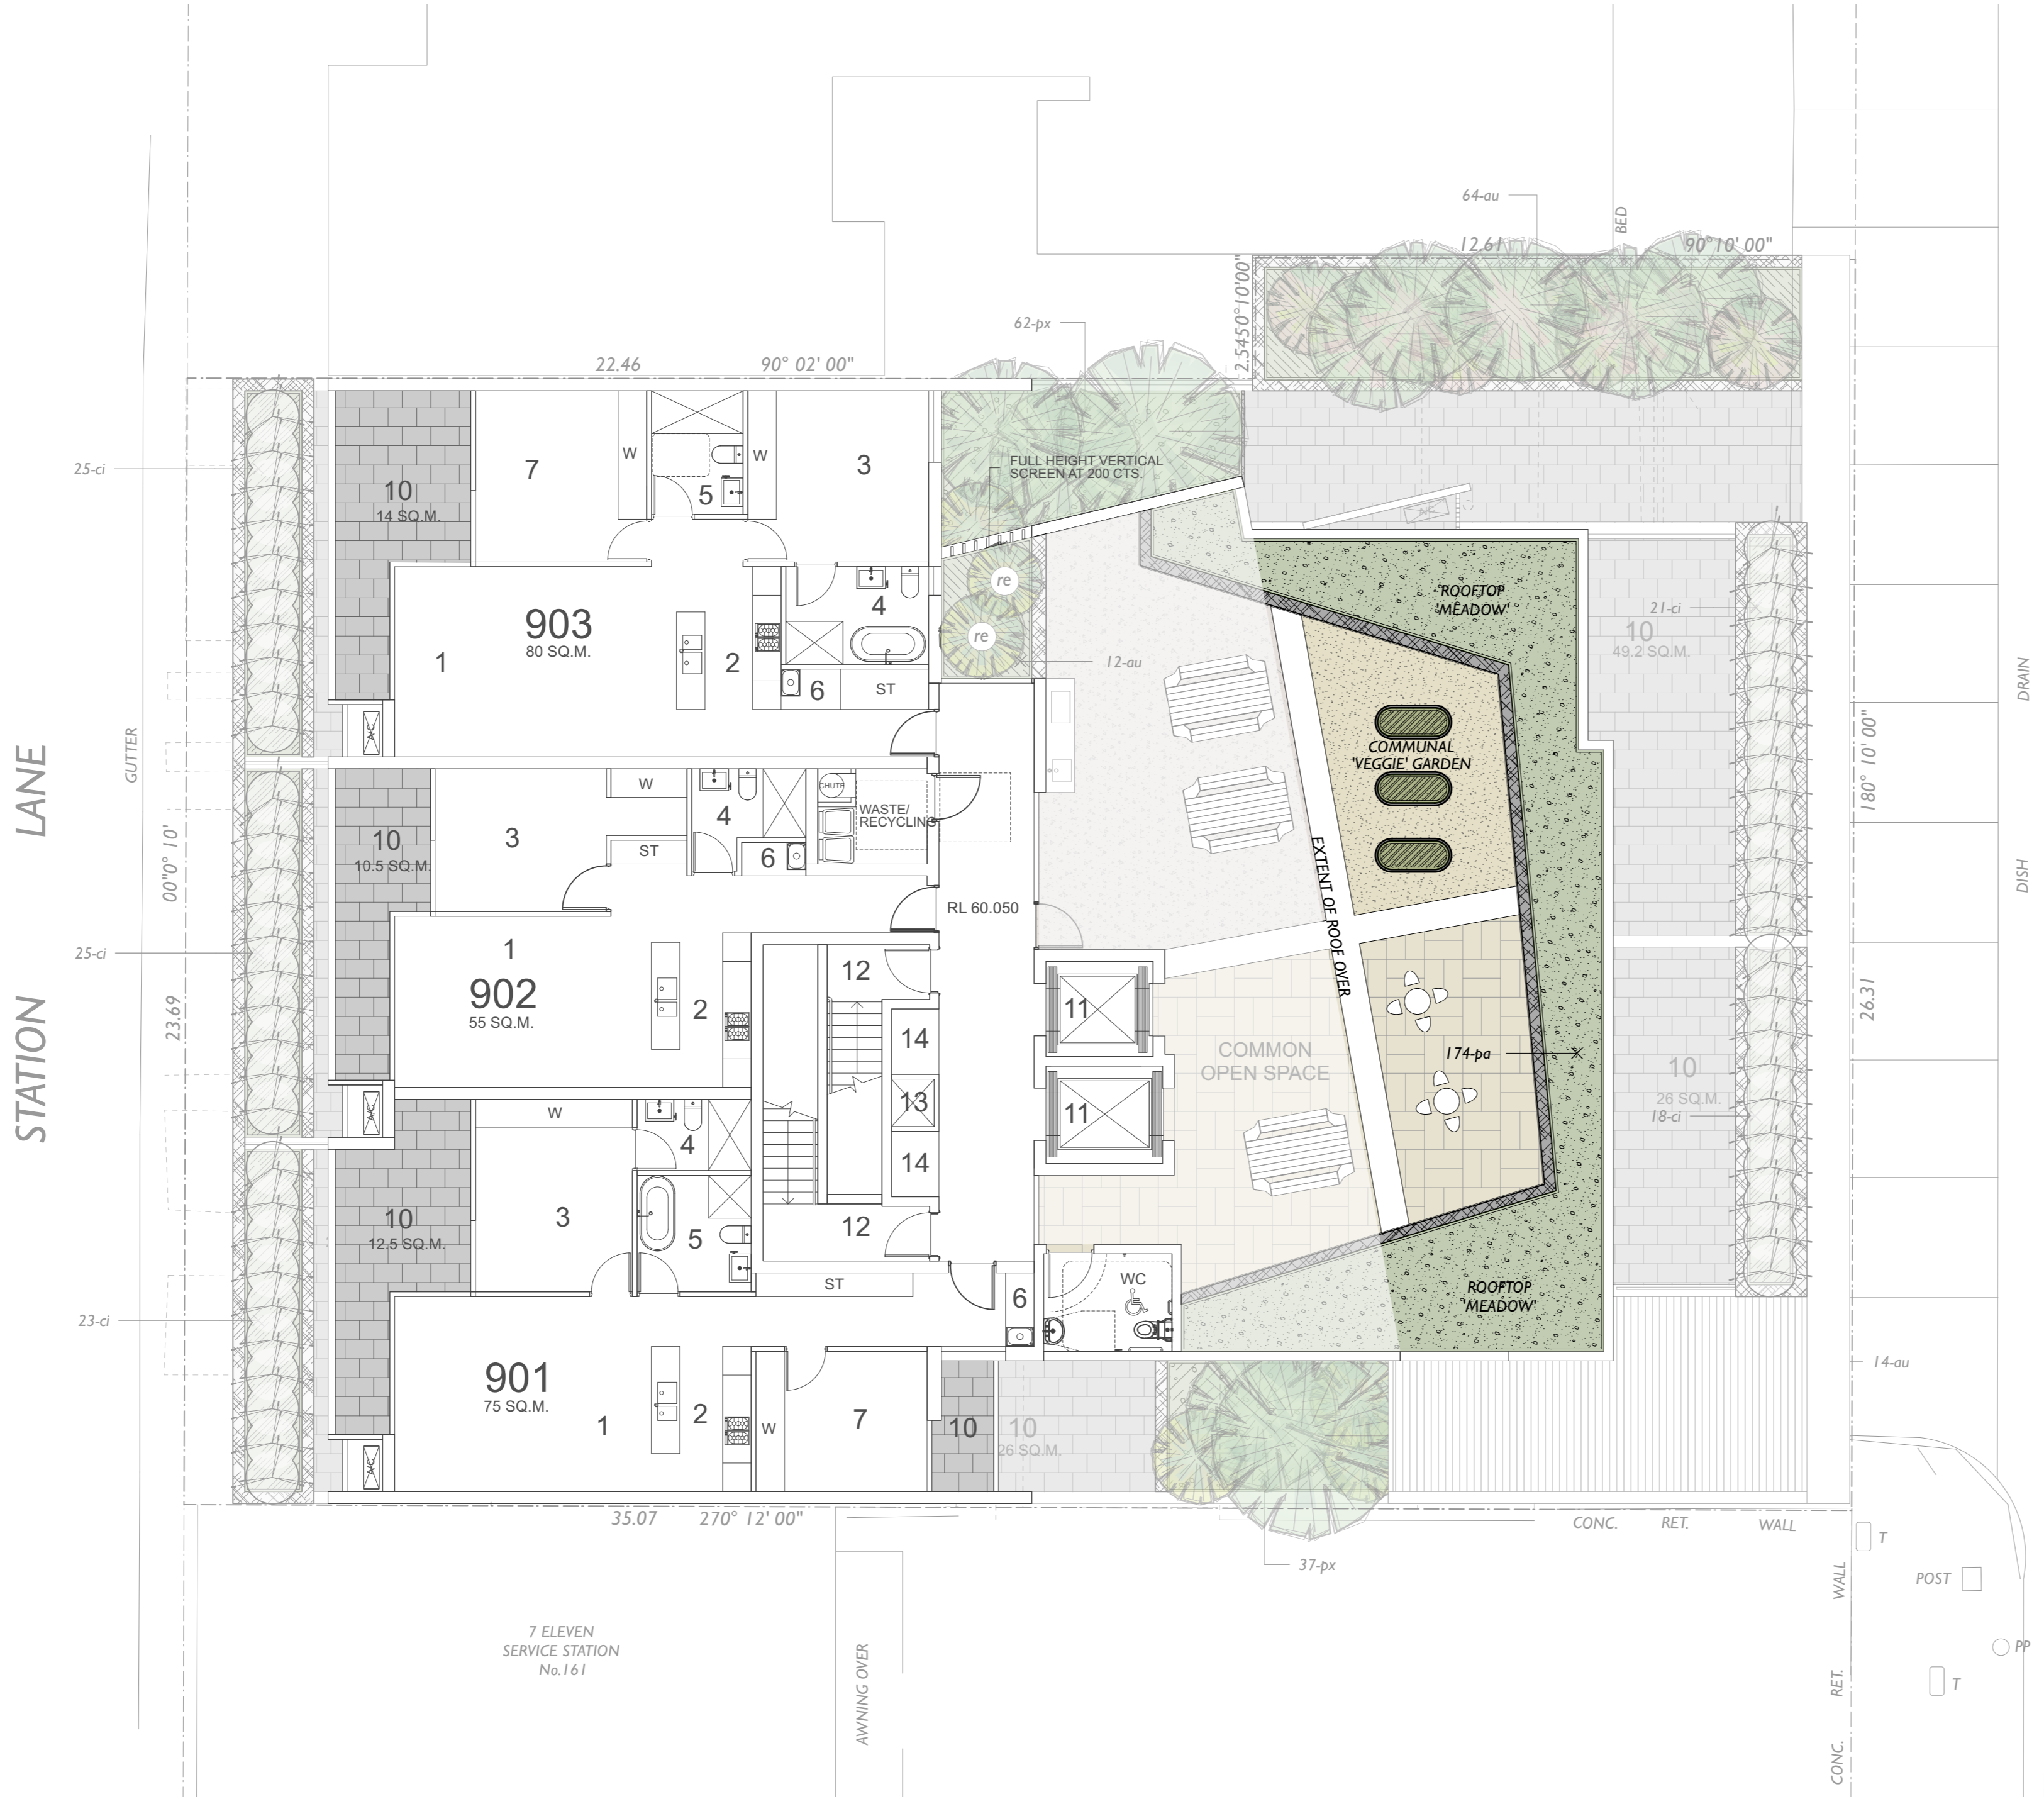 64-au
BED
12.61
90°10' 00"
2.545
0°10'00"
62-px
22.46
90° 02' 00"
25-ci
10
14 SQ.M.
7
W
5
W
3
FULL HEIGHT VERTICAL
SCREEN AT 200 CTS.
A/C
903
80 SQ.M.
1
2
4
6
ST
re
re
12-au
ROOFTOP
'MEADOW'
21-ci
10
49.2 SQ.M.
DRAIN
DISH
180° 10' 00"
26.31
STATION LANE
GUTTER
00"0° 10'
23.69
A/C
10
10.5 SQ.M.
3
W
ST
4
6
CHUTE
WASTE/
RECYCLING
COMMUNAL
'VEGGIE' GARDEN
EXTENT OF ROOF OVER
RL 60.050
25-ci
1
902
55 SQ.M.
2
12
14
13
14
12
11
11
COMMON
OPEN SPACE
174-pa
10
26 SQ.M.
18-ci
A/C
W
4
10
12.5 SQ.M.
3
5
ST
6
WC
ROOFTOP
'MEADOW'
23-ci
901
75 SQ.M.
1
2
W
7
10
10
26 SQ.M.
14-au
A/C
35.07
270° 12' 00"
37-px
CONC. RET. WALL
T
POST
PP
T
CONC. RET. WALL
7 ELEVEN
SERVICE STATION
No.161
AWNING OVER